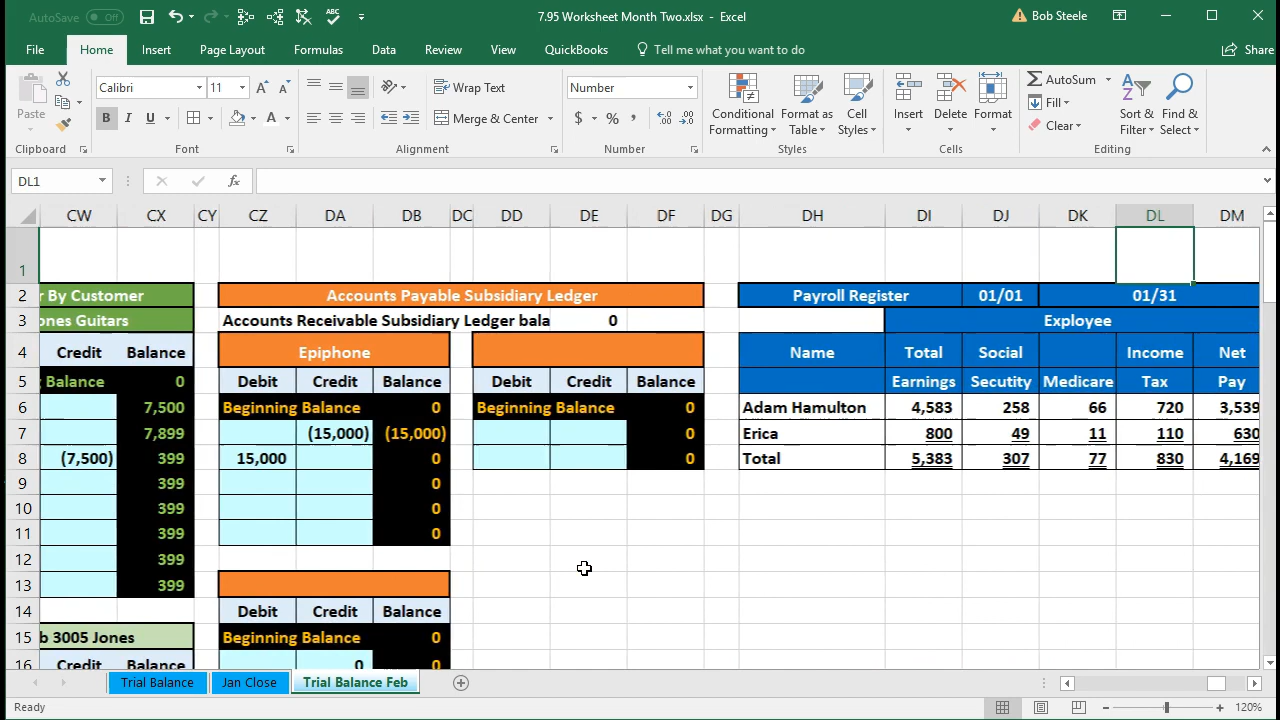 AutoSave Off 7.95 Worksheet Month Two.xlsx - Excel Bob Steele
File Home Insert Page Layout Formulas Data Review View QuickBooks Tell me what you want to do Share
Paste Calibri 11 Wrap Text Number AutoSum
B I U A Merge & Center $ % , Conditional Formatting Format as Table Cell Styles Insert Delete Format Fill Clear Sort & Filter Find & Select
Clipboard Font Alignment Number Styles Cells Editing
DL1 fx
CW CX CY CZ DA DB DC DD DE DF DG DH DI DJ DK DL DM
1
2 r By Customer Accounts Payable Subsidiary Ledger Payroll Register 01/01 01/31
3 ones Guitars Accounts Receivable Subsidiary Ledger bala 0 Exployee
4 Credit Balance Epiphone Name Total Social Income Net
5 Balance 0 Debit Credit Balance Debit Credit Balance Earnings Secutity Medicare Tax Pay
6 7,500 Beginning Balance 0 Beginning Balance 0 Adam Hamulton 4,583 258 66 720 3,539
7 7,899 (15,000) (15,000) 0 Erica 800 49 11 110 630
8 (7,500) 399 15,000 0 0 Total 5,383 307 77 830 4,169
9 399 0
10 399 0
11 399 0
12 399
13 399
14 Debit Credit Balance
15 b 3005 Jones Beginning Balance 0
16 Credit Balance 0 0
Trial Balance Jan Close Trial Balance Feb
Ready 120%